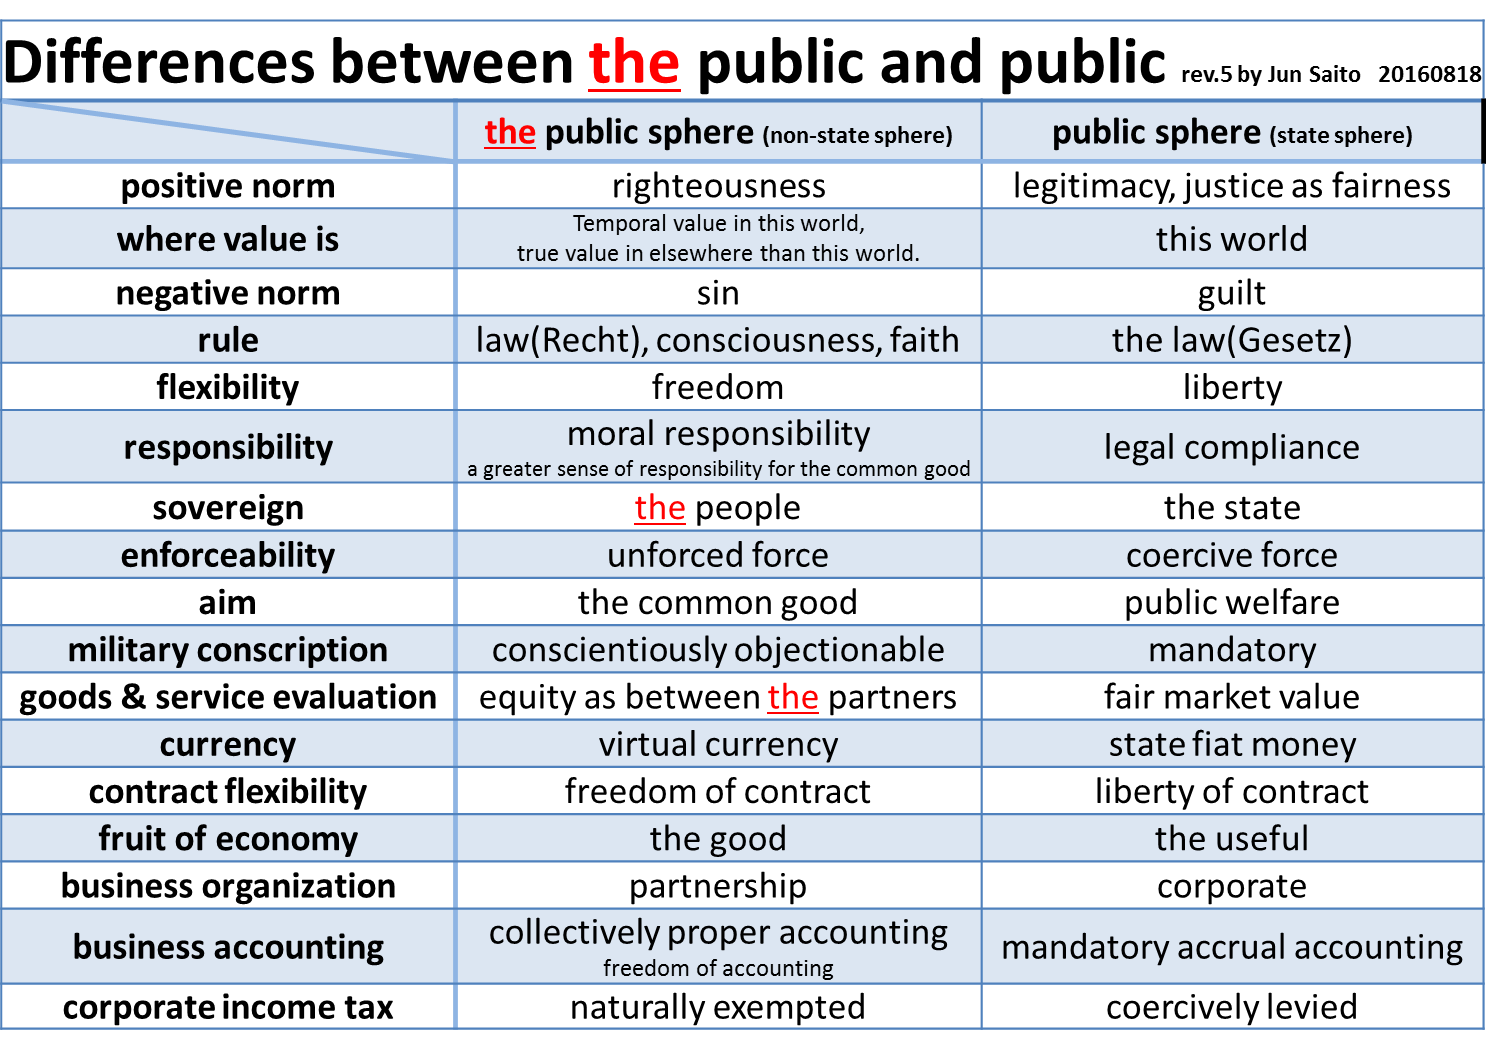 Differences between the public and public rev.5 by Jun Saito 20160818
the public sphere (non-state sphere) public sphere (state sphere)
positive norm righteousness legitimacy, justice as fairness
where value is Temporal value in this world,
true value in elsewhere than this world. this world
negative norm sin guilt
rule law(Recht), consciousness, faith the law(Gesetz)
flexibility freedom liberty
responsibility moral responsibility
a greater sense of responsibility for the common good legal compliance
sovereign the people the state
enforceability unforced force coercive force
aim the common good public welfare
military conscription conscientiously objectionable mandatory
goods & service evaluation equity as between the partners fair market value
currency virtual currency state fiat money
contract flexibility freedom of contract liberty of contract
fruit of economy the good the useful
business organization partnership corporate
business accounting collectively proper accounting
freedom of accounting mandatory accrual accounting
corporate income tax naturally exempted coercively levied